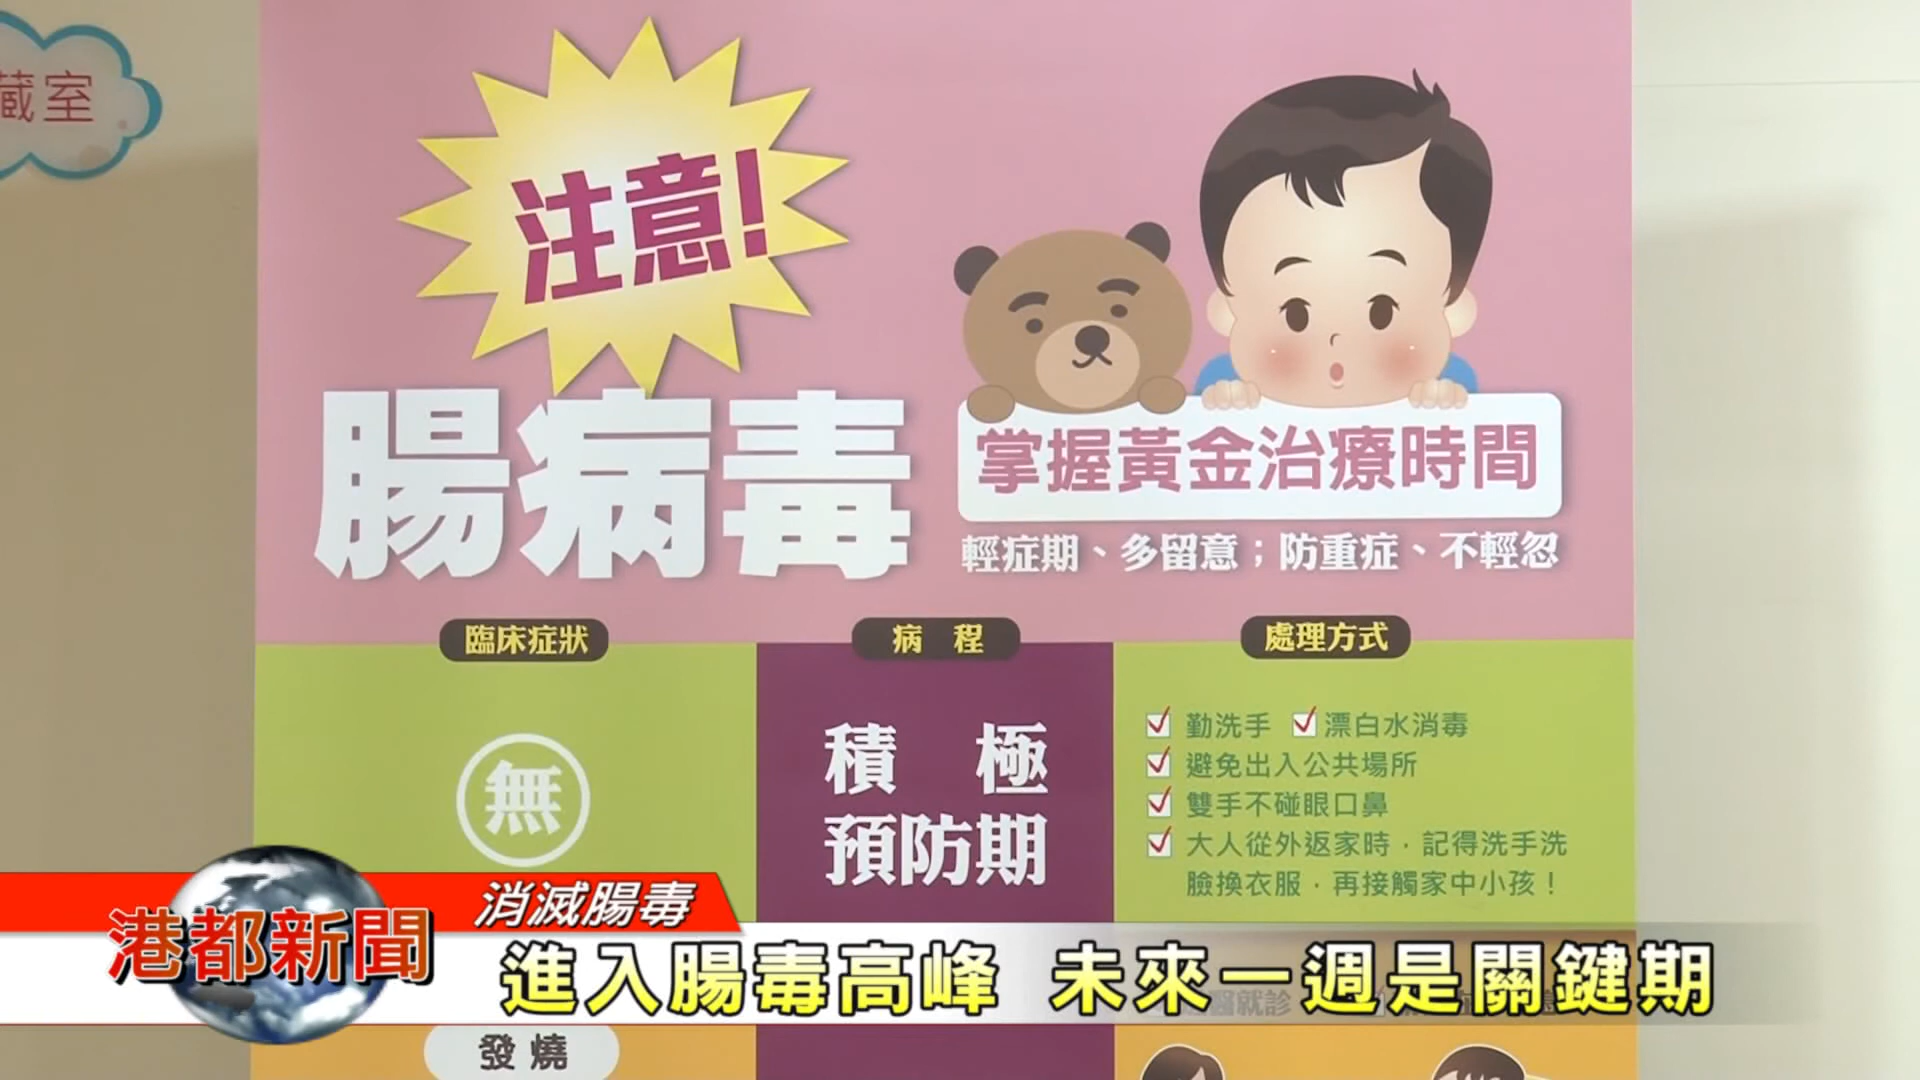 藏室
注意!
腸病毒
掌握黃金治療時間
輕症期、多留意；防重症、不輕忽
臨床症狀
病程
處理方式
無
積極
預防期
勤洗手 漂白水消毒
避免出入公共場所
雙手不碰眼口鼻
大人從外返家時，記得洗手洗
臉換衣服，再接觸家中小孩！
消滅腸毒
港都新聞
進入腸毒高峰 未來一週是關鍵期
醫就診
發燒